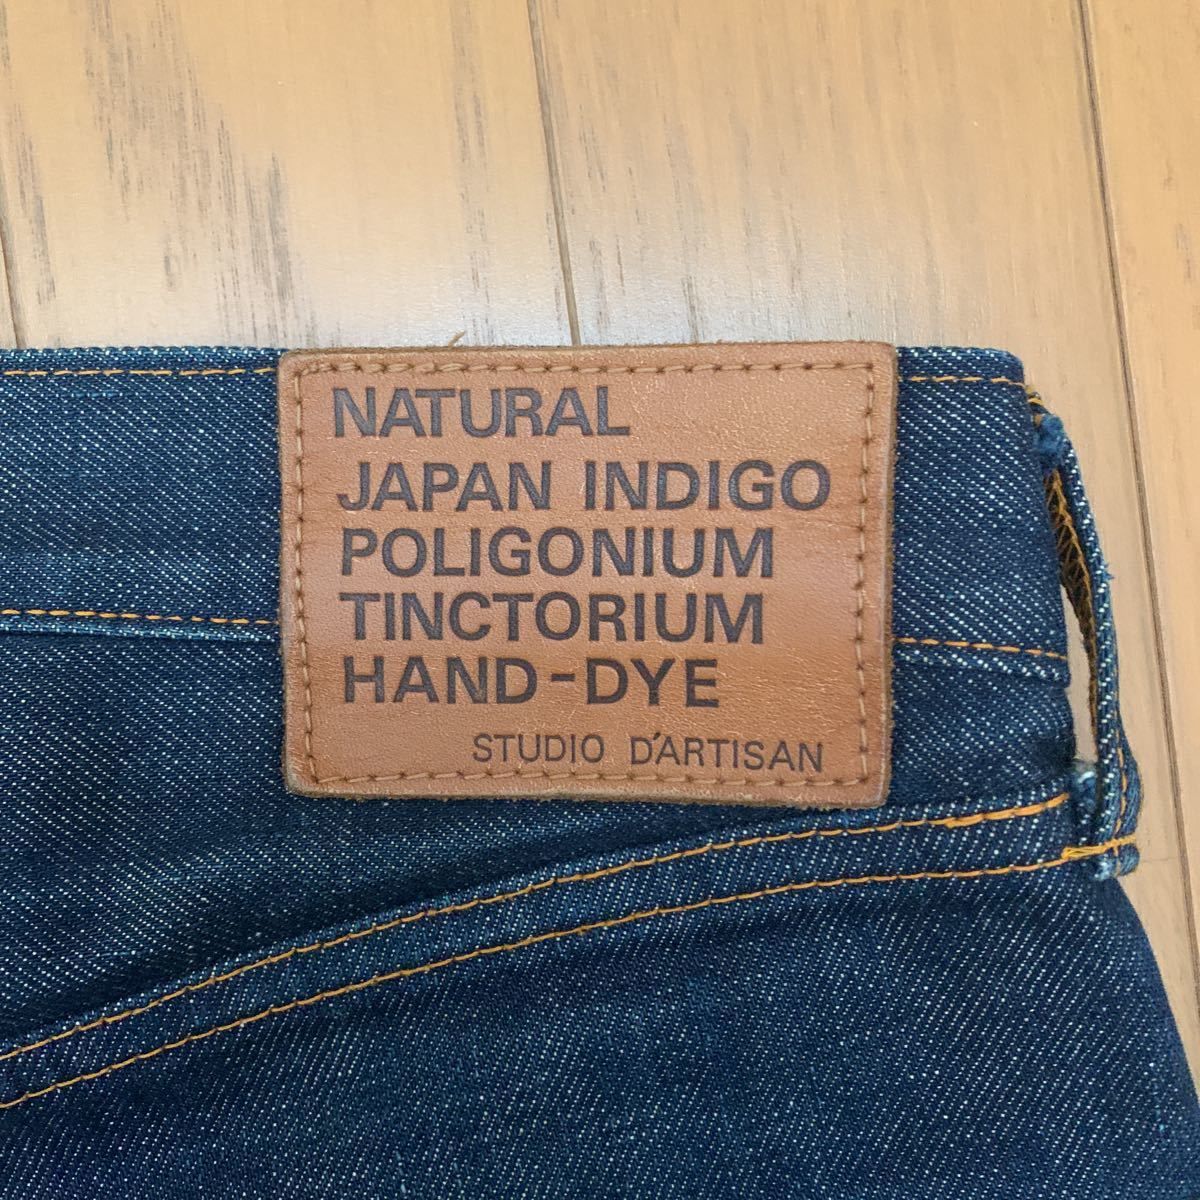 NATURAL
JAPAN INDIGO
POLIGONIUM
TINCTORIUM
HAND-DYE
STUDIO D'ARTISAN